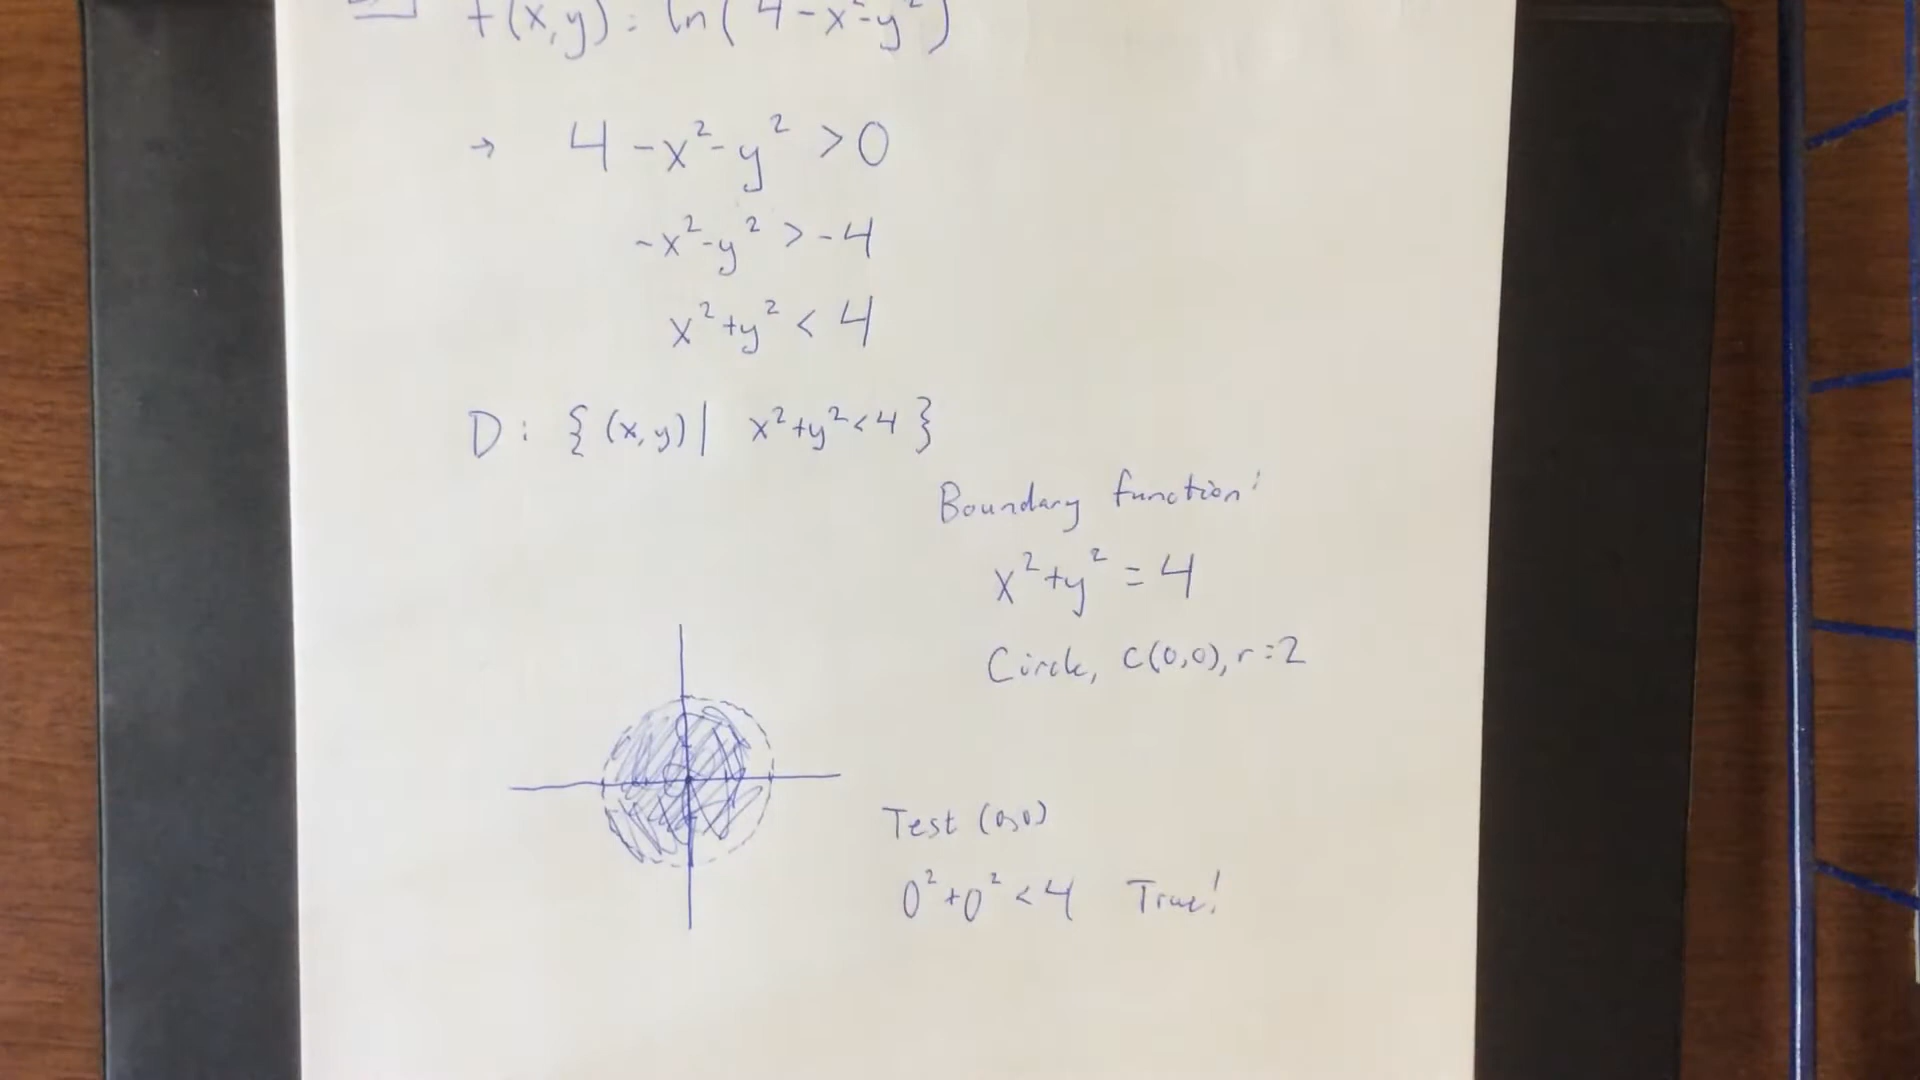 f(x,y) = ln(4-x²-y²)
→ 4-x²-y² >0
-x²-y² > -4
x²+y² < 4
D: {(x,y)| x²+y²<4}
Boundary function:
x²+y² = 4
Circle, C(0,0), r=2
Test (0,0)
0²+0² <4 True!